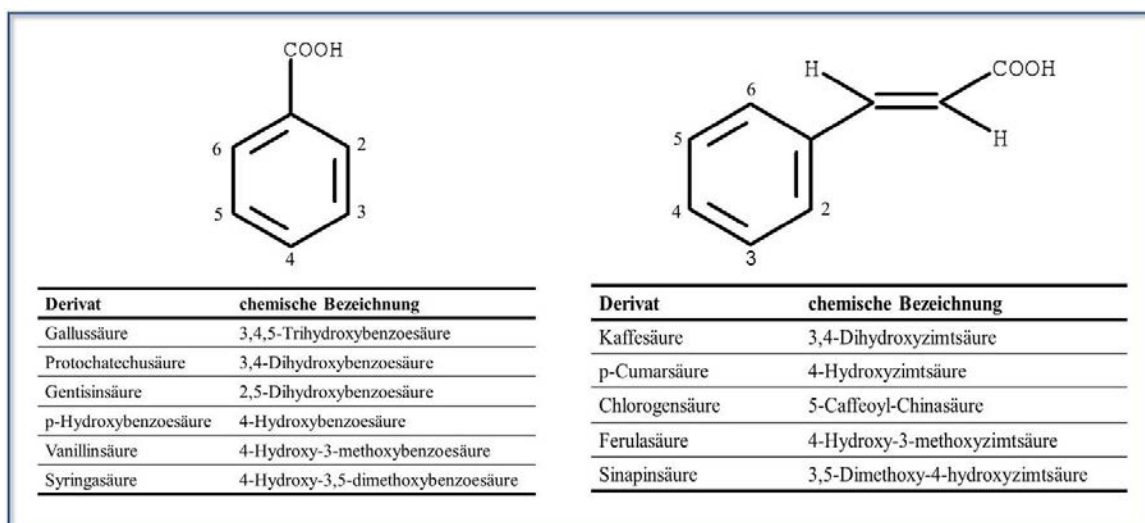 COOH
6
2
5
3
4
Derivat chemische Bezeichnung
Gallussäure 3,4,5-Trihydroxybenzoesäure
Protochatechusäure 3,4-Dihydroxybenzoesäure
Gentisinsäure 2,5-Dihydroxybenzoesäure
p-Hydroxybenzoesäure 4-Hydroxybenzoesäure
Vanillinsäure 4-Hydroxy-3-methoxybenzoesäure
Syringasäure 4-Hydroxy-3,5-dimethoxybenzoesäure
H
COOH
6
5
H
4
2
3
Derivat chemische Bezeichnung
Kaffesäure 3,4-Dihydroxyzimtsäure
p-Cumarsäure 4-Hydroxyzimtsäure
Chlorogensäure 5-Caffeoyl-Chinasäure
Ferulasäure 4-Hydroxy-3-methoxyzimtsäure
Sinapinsäure 3,5-Dimethoxy-4-hydroxyzimtsäure